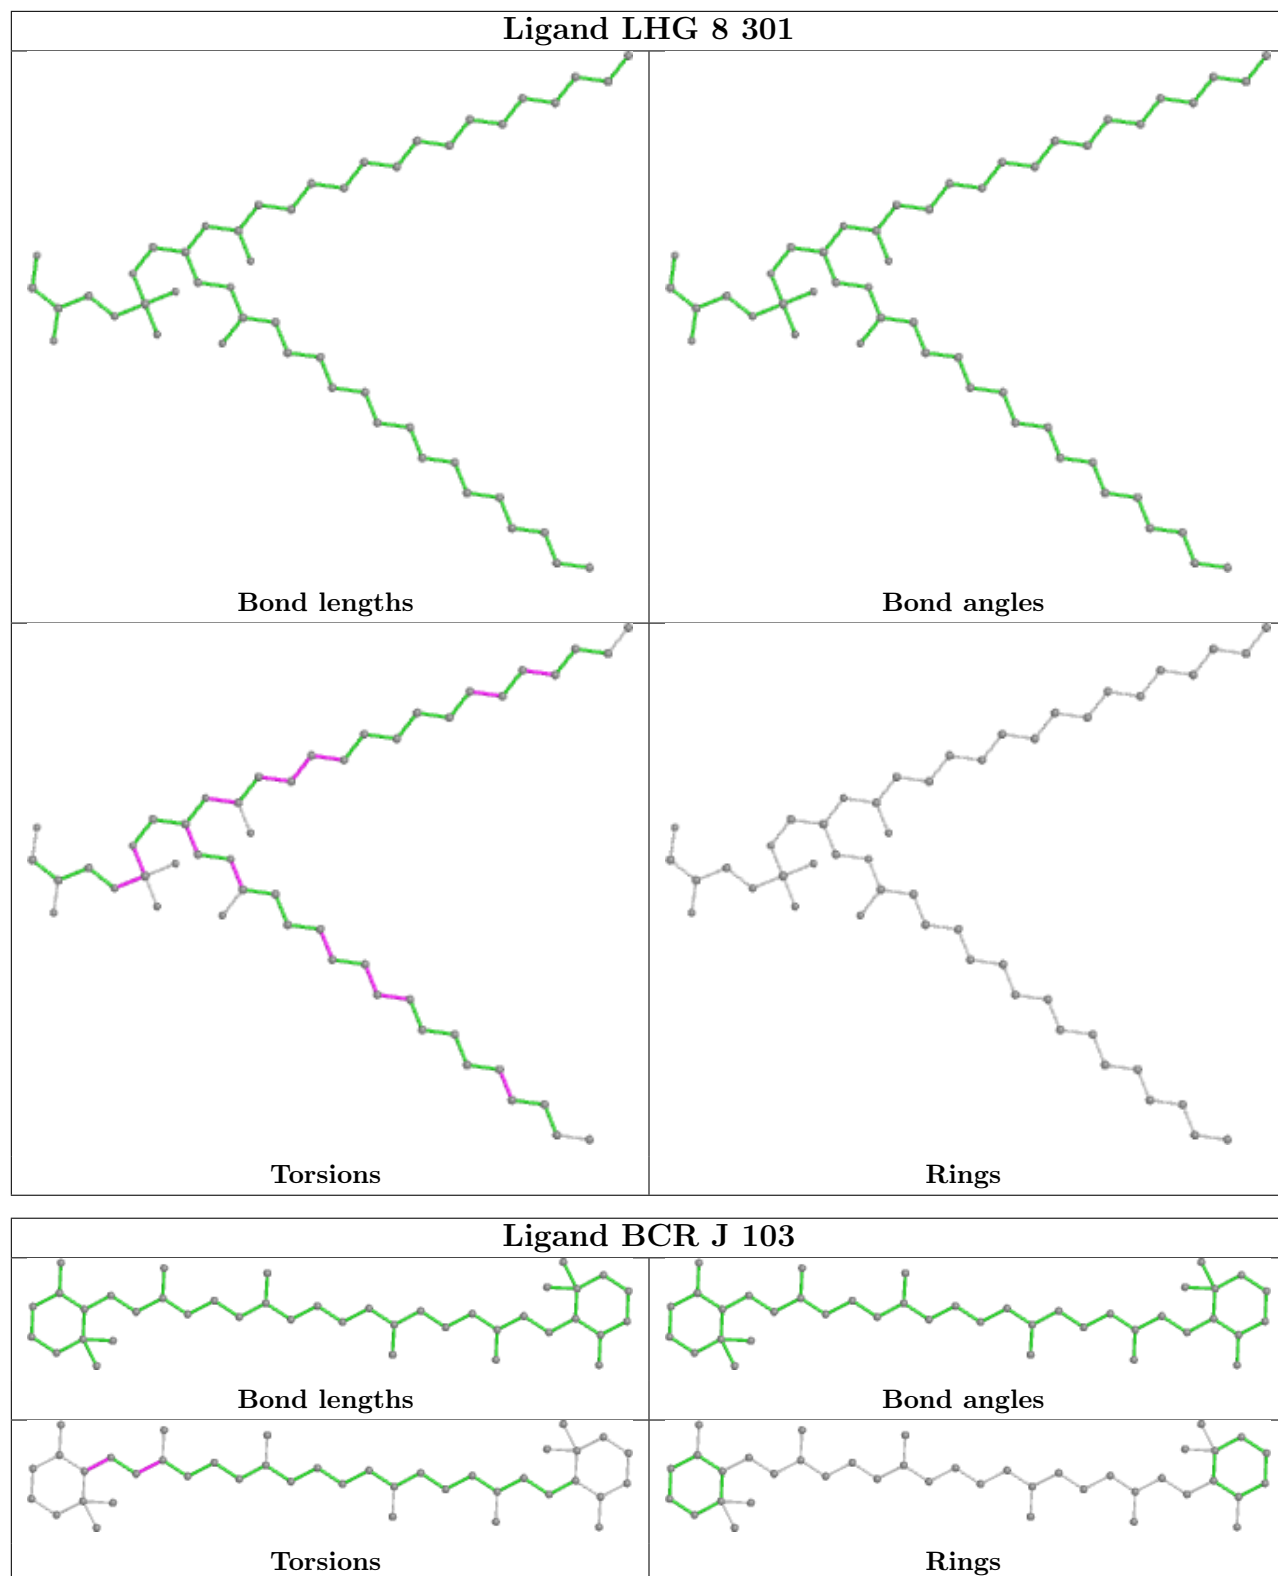 Ligand LHG 8 301
Bond lengths
Bond angles
Torsions
Rings
Ligand BCR J 103
Bond lengths
Bond angles
Torsions
Rings